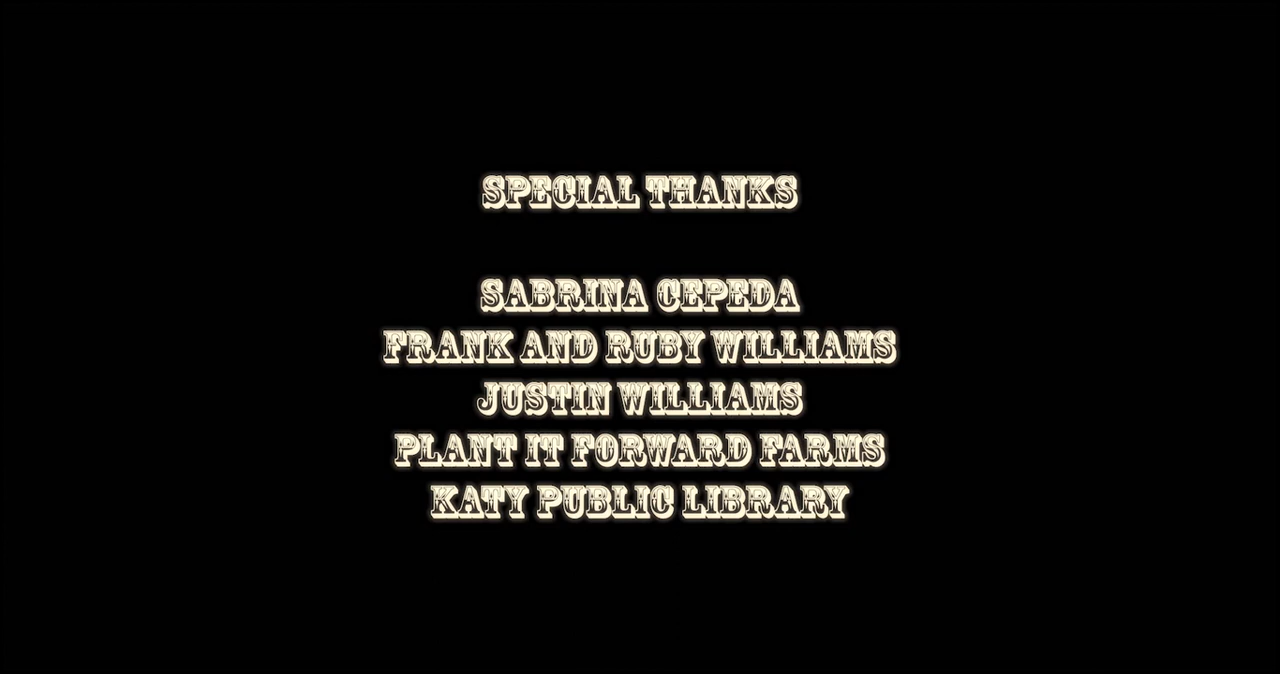 SPECIAL THANKS
SABRINA CEPEDA
FRANK AND RUBY WILLIAMS
JUSTIN WILLIAMS
PLANT IT FORWARD FARMS
KATY PUBLIC LIBRARY